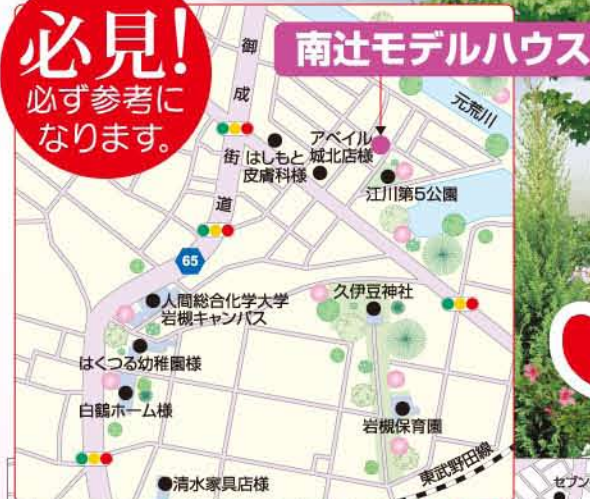 必見!
必ず参考に
なります。
南辻モデルハウス
御成街道
元荒川
はしもと
皮膚科様
アベイル
城北店様
江川第5公園
65
人間総合化学大学
岩槻キャンパス
久伊豆神社
はくつる幼稚園様
白鶴ホーム様
岩槻保育園
東武野田線
清水家具店様
セブン